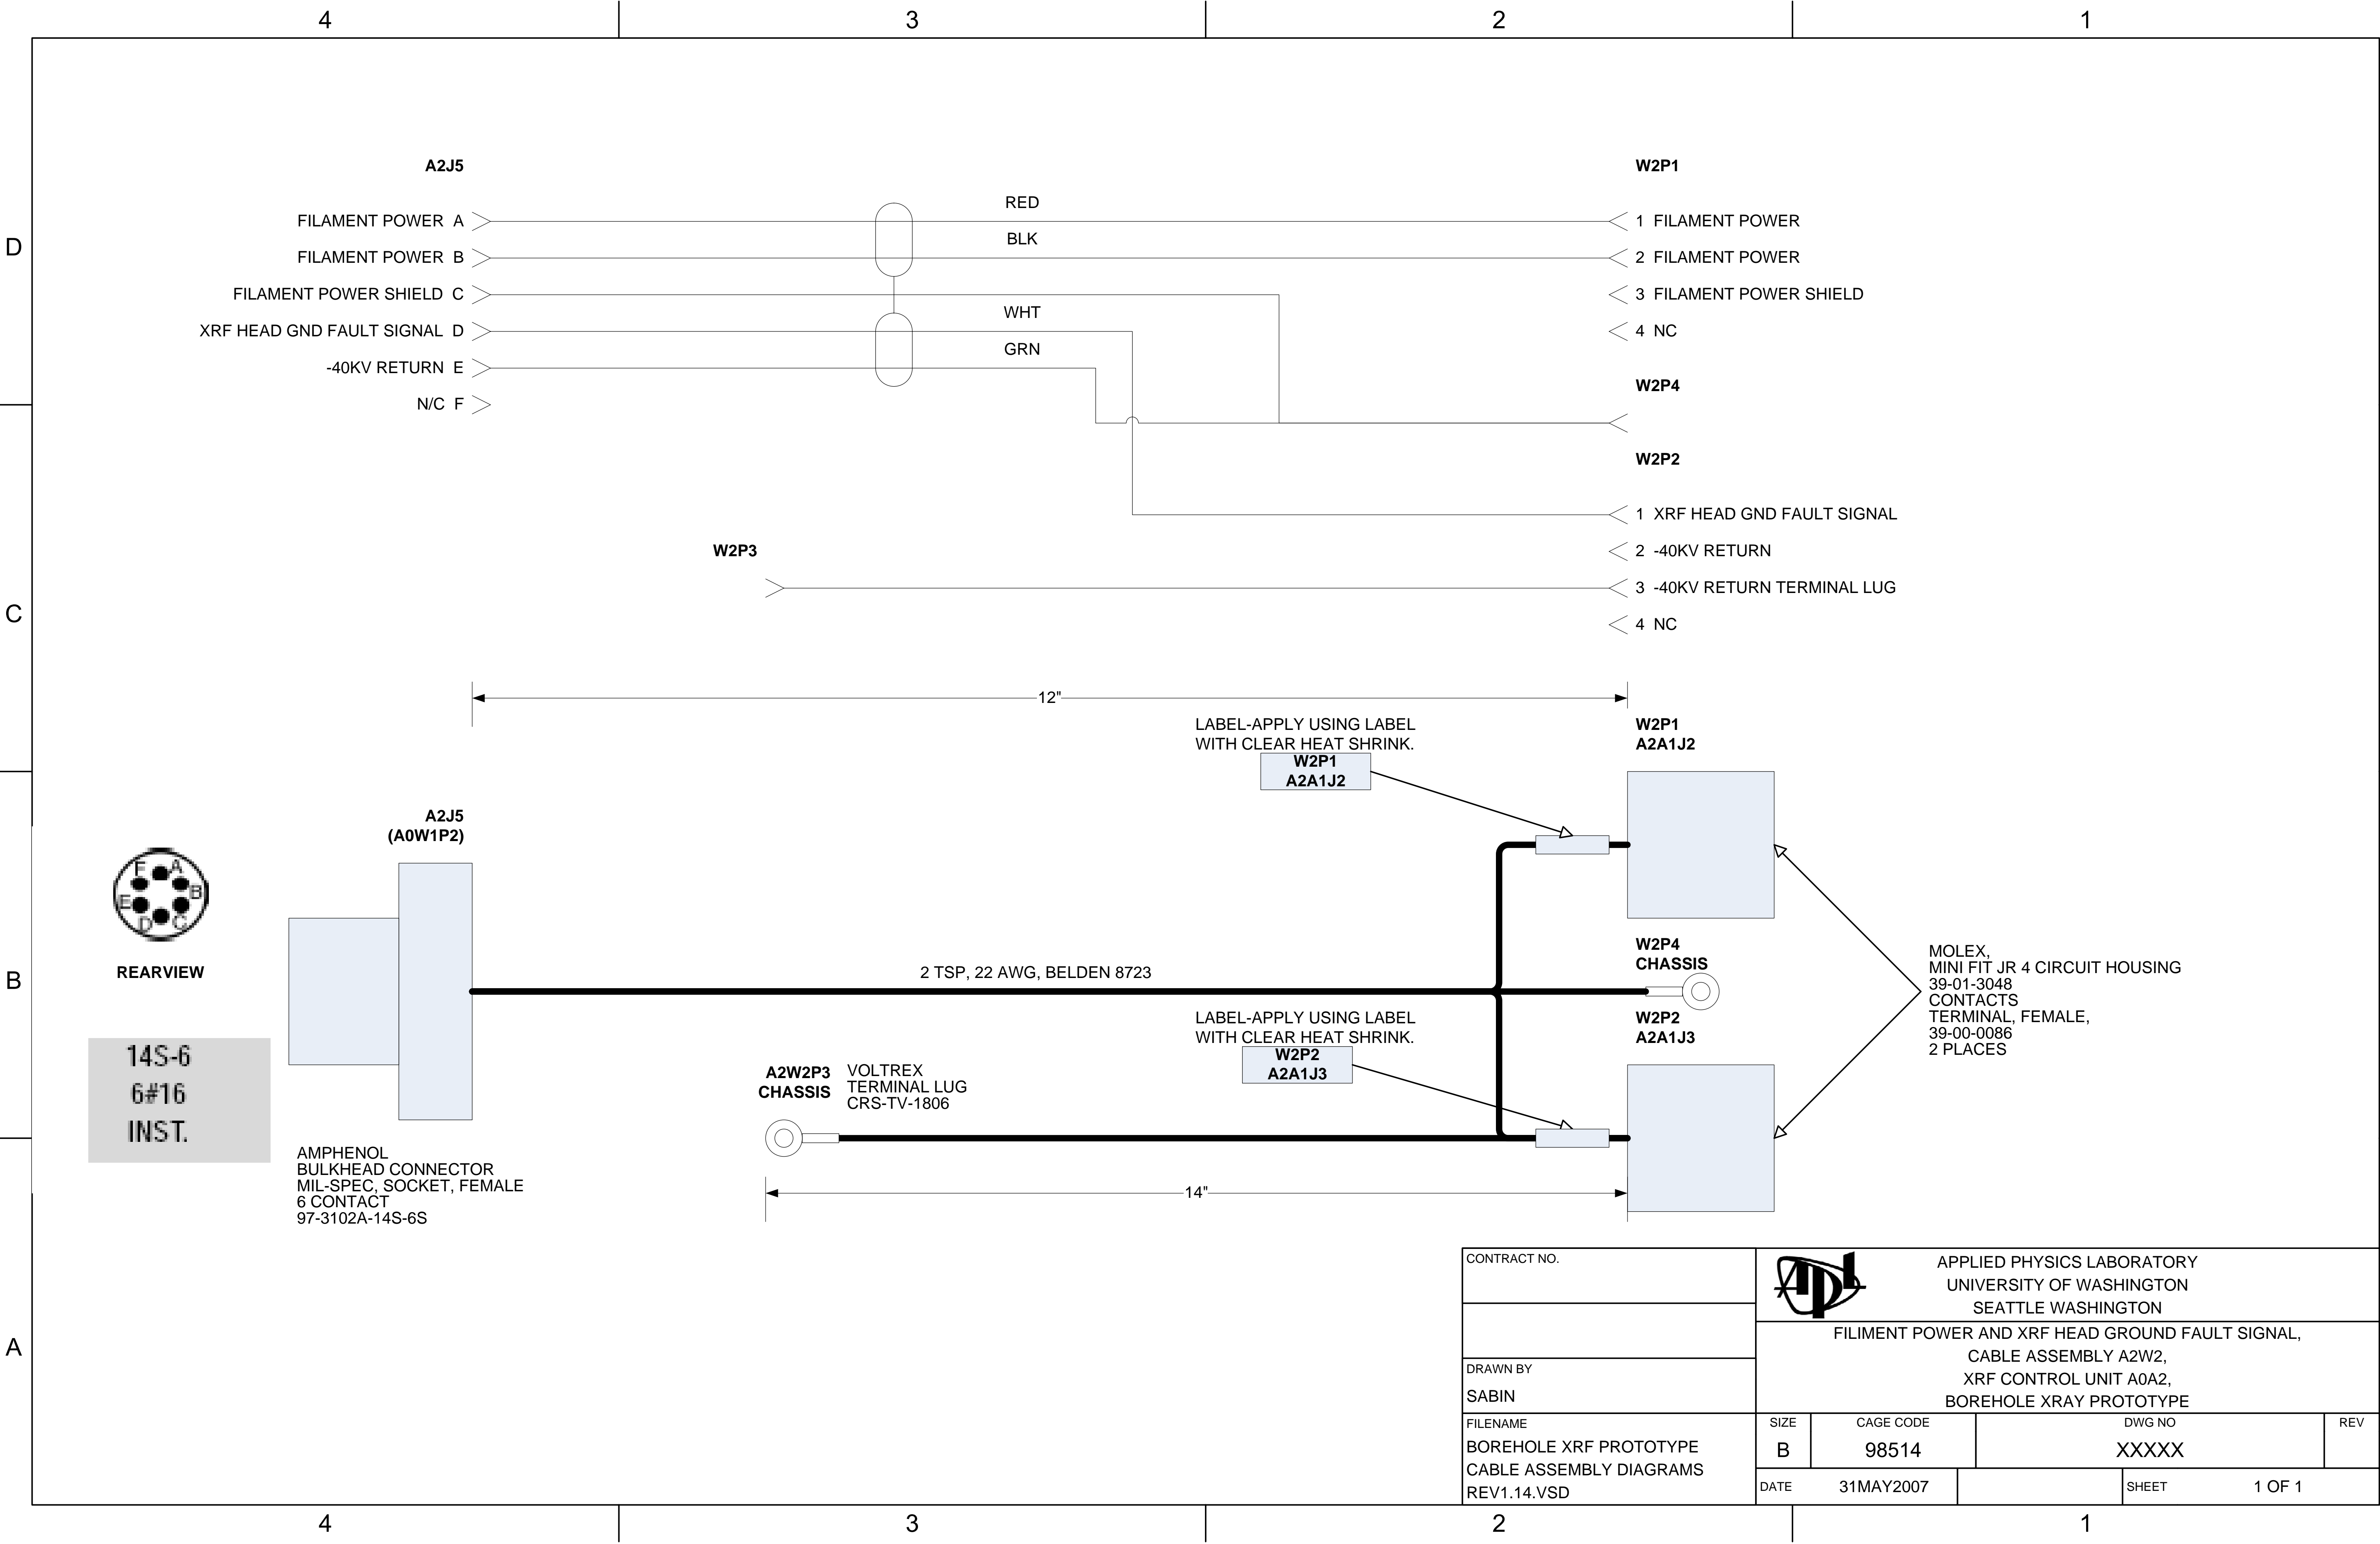 4 3 2 1
D
C
B
A
A2J5
FILAMENT POWER A
FILAMENT POWER B
FILAMENT POWER SHIELD C
XRF HEAD GND FAULT SIGNAL D
-40KV RETURN E
N/C F
RED
BLK
WHT
GRN
W2P1
1 FILAMENT POWER
2 FILAMENT POWER
3 FILAMENT POWER SHIELD
4 NC
W2P4
W2P2
1 XRF HEAD GND FAULT SIGNAL
2 -40KV RETURN
3 -40KV RETURN TERMINAL LUG
4 NC
W2P3
12"
LABEL-APPLY USING LABEL
WITH CLEAR HEAT SHRINK.
W2P1
A2A1J2
W2P1
A2A1J2
A2J5
(A0W1P2)
F A
E B
D C
REARVIEW
14S-6
6#16
INST.
AMPHENOL
BULKHEAD CONNECTOR
MIL-SPEC, SOCKET, FEMALE
6 CONTACT
97-3102A-14S-6S
2 TSP, 22 AWG, BELDEN 8723
W2P4
CHASSIS
LABEL-APPLY USING LABEL
WITH CLEAR HEAT SHRINK.
W2P2
A2A1J3
W2P2
A2A1J3
A2W2P3
CHASSIS
VOLTREX
TERMINAL LUG
CRS-TV-1806
14"
MOLEX,
MINI FIT JR 4 CIRCUIT HOUSING
39-01-3048
CONTACTS
TERMINAL, FEMALE,
39-00-0086
2 PLACES
CONTRACT NO.
DRAWN BY
SABIN
FILENAME
BOREHOLE XRF PROTOTYPE
CABLE ASSEMBLY DIAGRAMS
REV1.14.VSD
APL
APPLIED PHYSICS LABORATORY
UNIVERSITY OF WASHINGTON
SEATTLE WASHINGTON
FILIMENT POWER AND XRF HEAD GROUND FAULT SIGNAL,
CABLE ASSEMBLY A2W2,
XRF CONTROL UNIT A0A2,
BOREHOLE XRAY PROTOTYPE
SIZE
B
CAGE CODE
98514
DWG NO
XXXXX
REV
DATE 31MAY2007
SHEET 1 OF 1
4 3 2 1